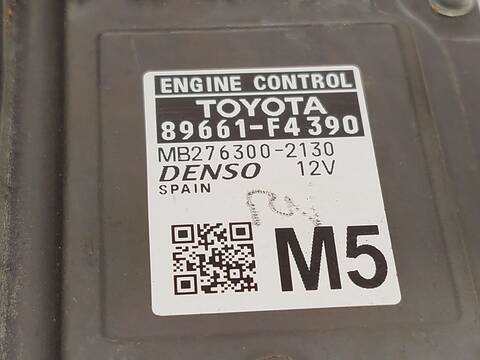 ENGINE CONTROL
TOYOTA
89661-F4390
MB276300-2130
DENSO 12V
SPAIN
M5